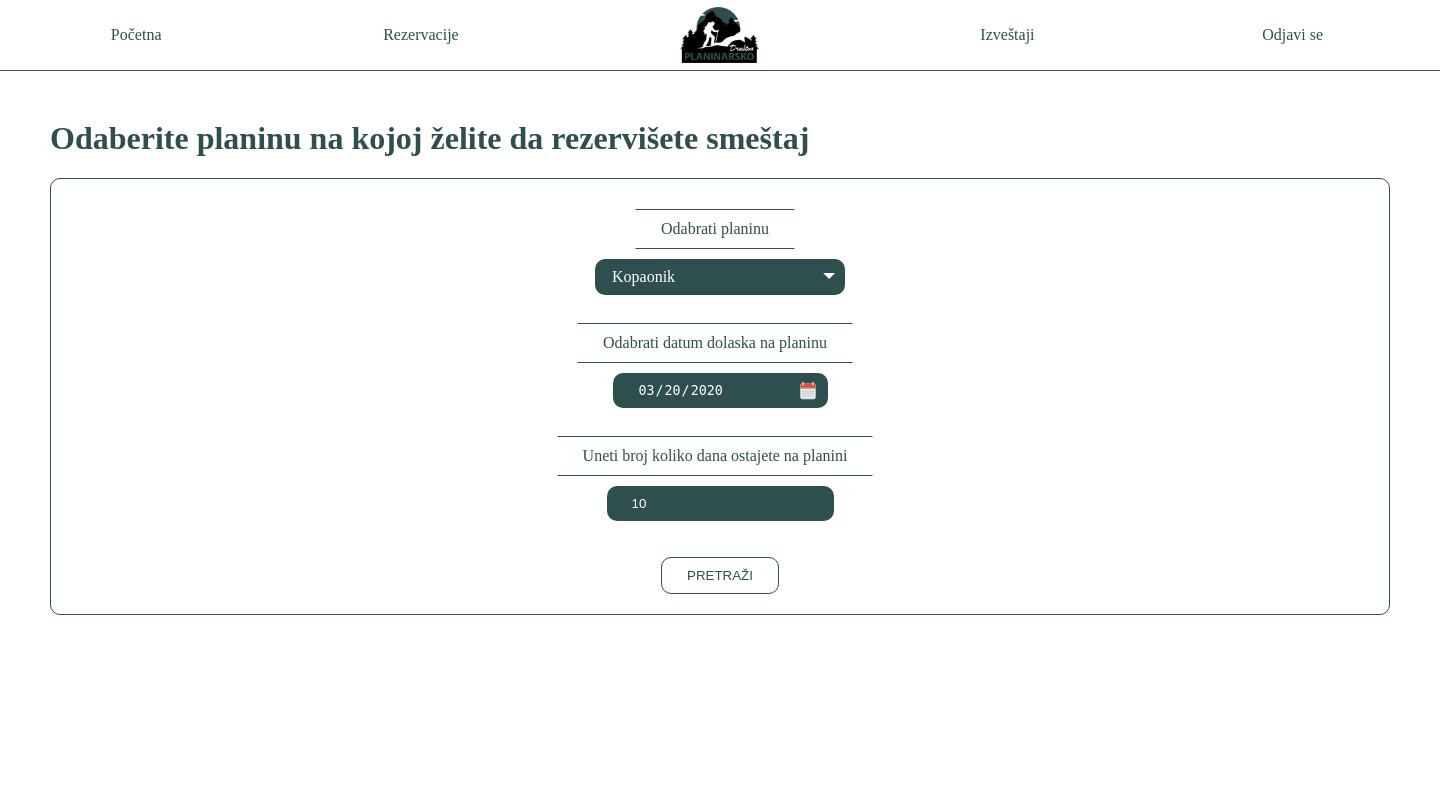 Početna
Rezervacije
Društvo
PLANINARSKO
Izveštaji
Odjavi se
Odaberite planinu na kojoj želite da rezervišete smeštaj
Odabrati planinu
Kopaonik
Odabrati datum dolaska na planinu
03/20/2020
Uneti broj koliko dana ostajete na planini
10
PRETRAŽI